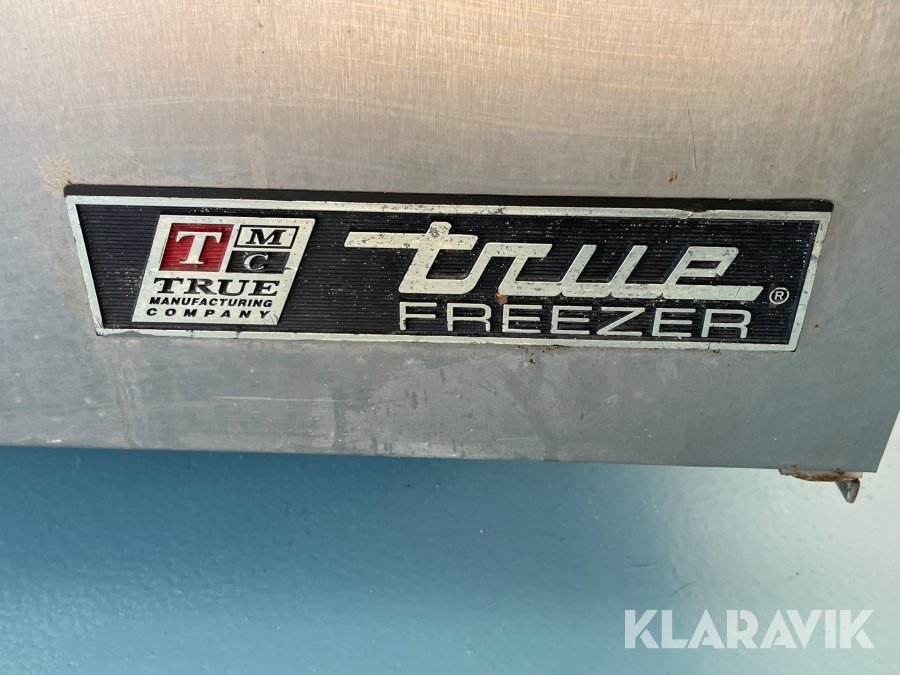 T M
C
TRUE
MANUFACTURING
COMPANY
true ®
FREEZER
KLARAVIK